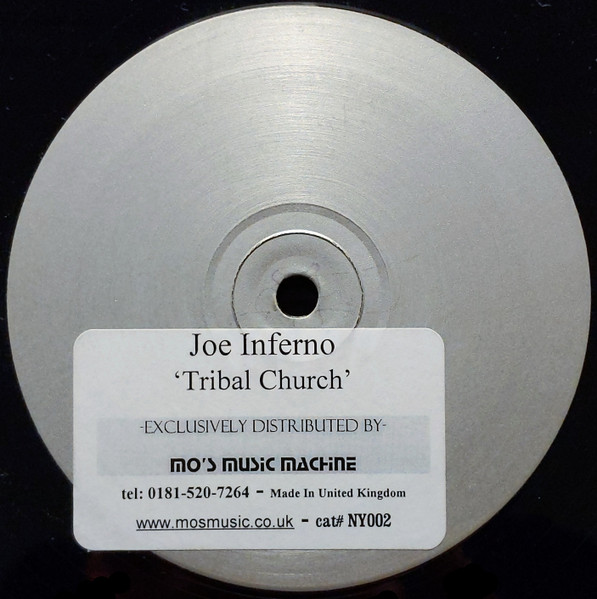 Joe Inferno
‘Tribal Church’
-EXCLUSIVELY DISTRIBUTED BY-
MO'S MUSIC MACHINE
tel: 0181-520-7264 - Made In United Kingdom
www.mosmusic.co.uk - cat# NY002